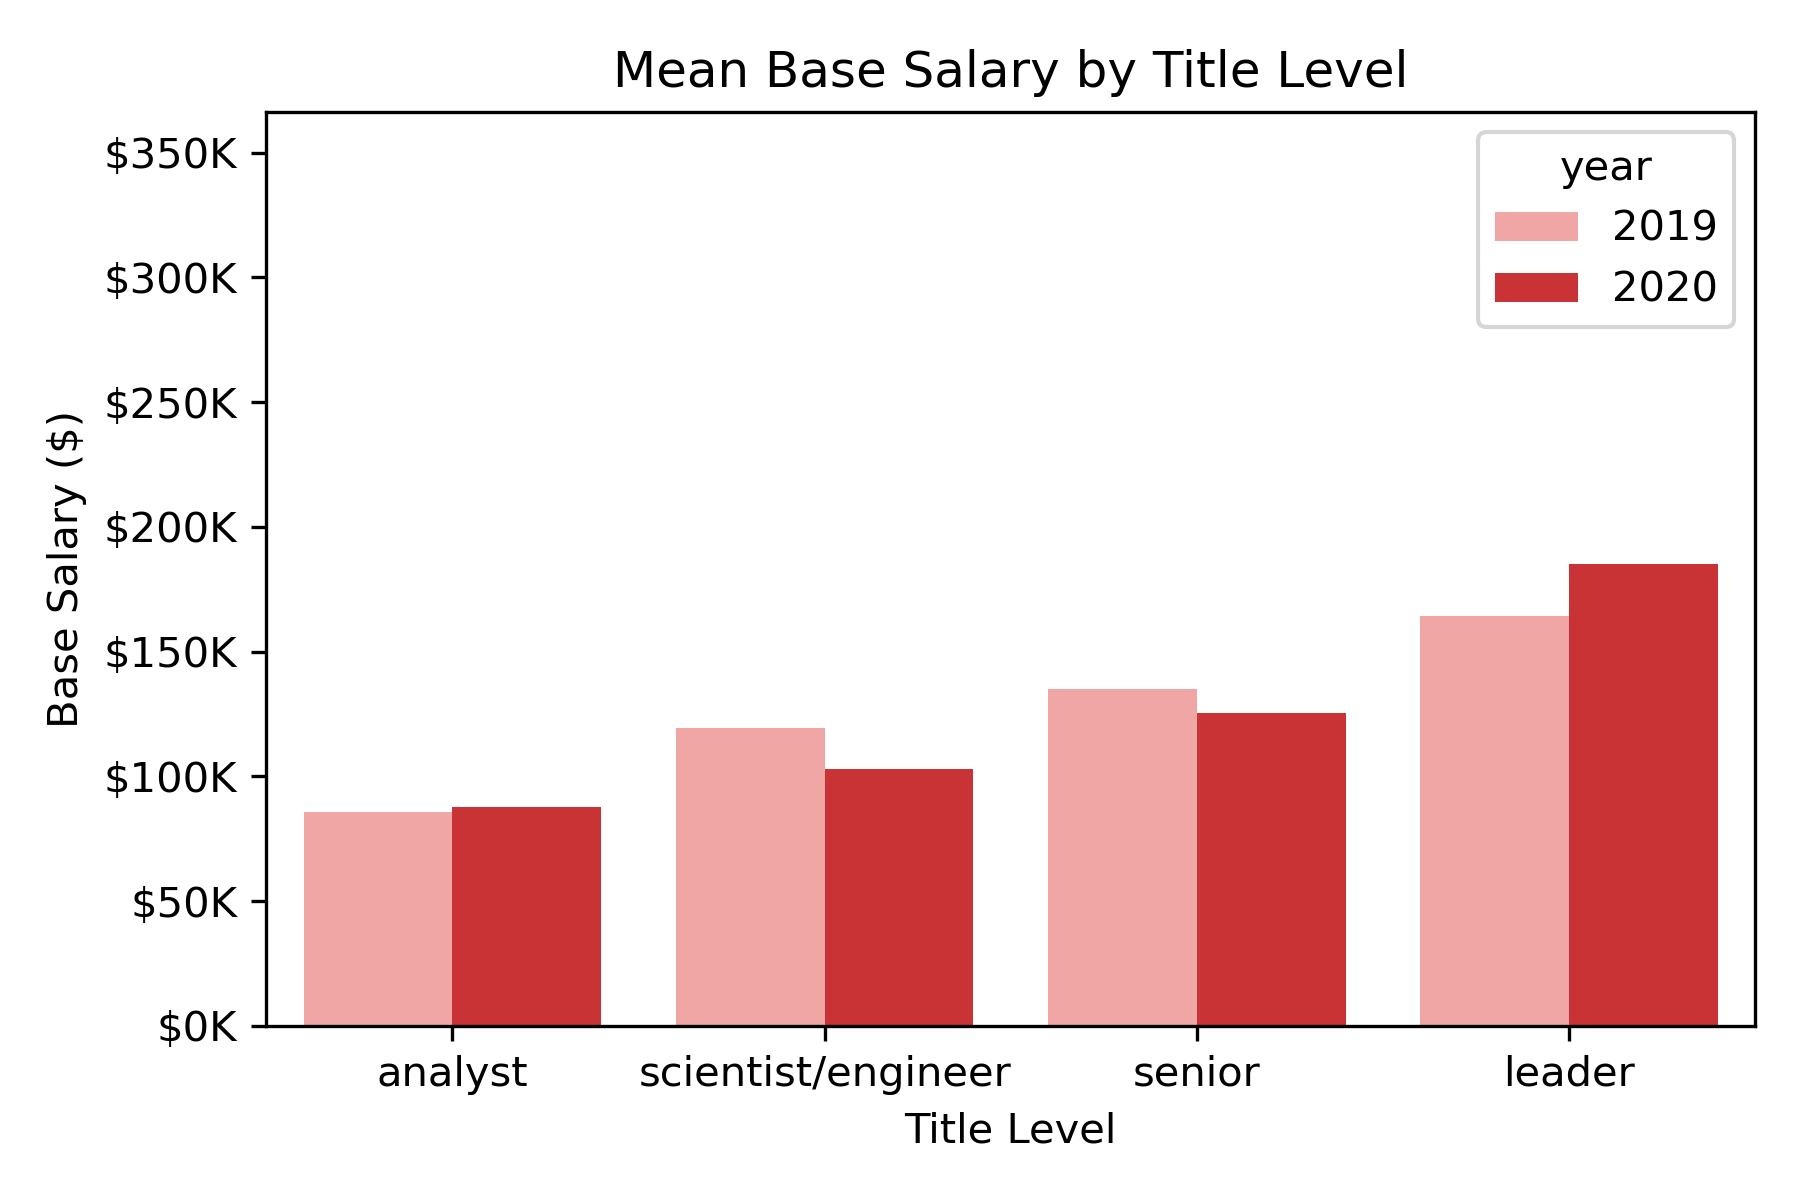 Mean Base Salary by Title Level
$350K
$300K
$250K
$200K
$150K
$100K
$50K
$0K
Base Salary ($)
year
2019
2020
analyst
scientist/engineer
senior
leader
Title Level